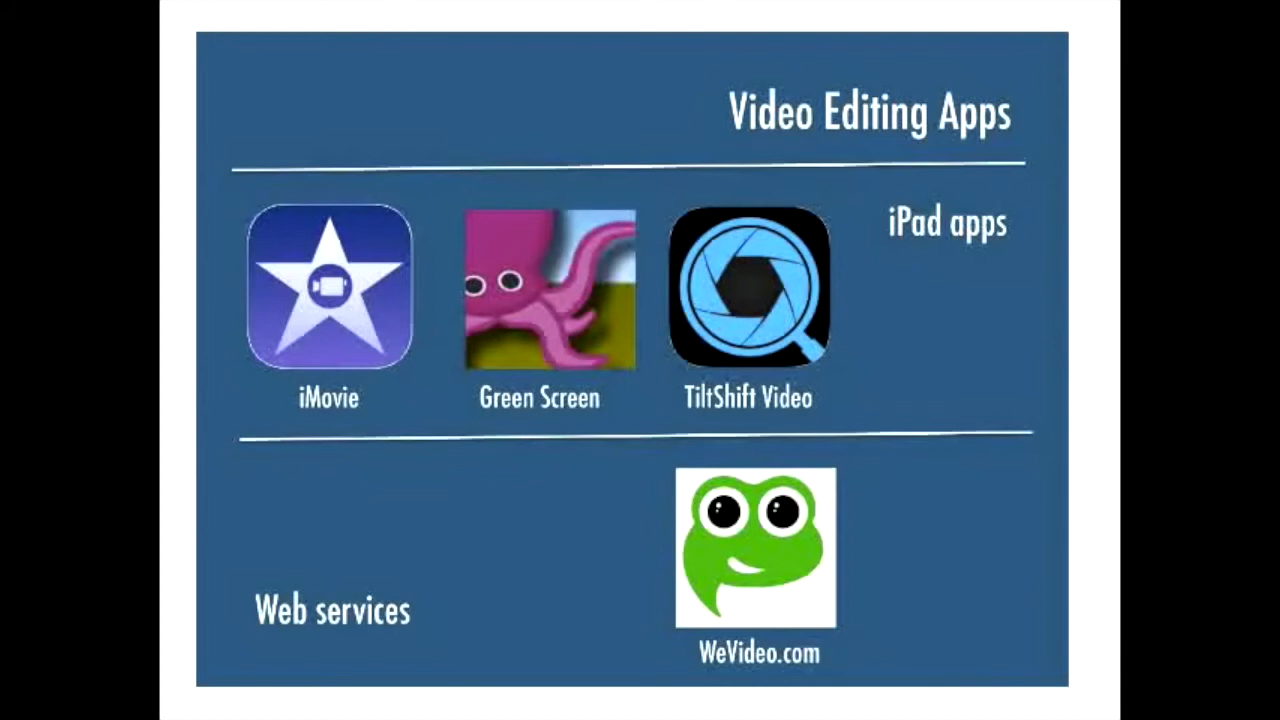 Video Editing Apps
iPad apps
iMovie
Green Screen
TiltShift Video
Web services
WeVideo.com